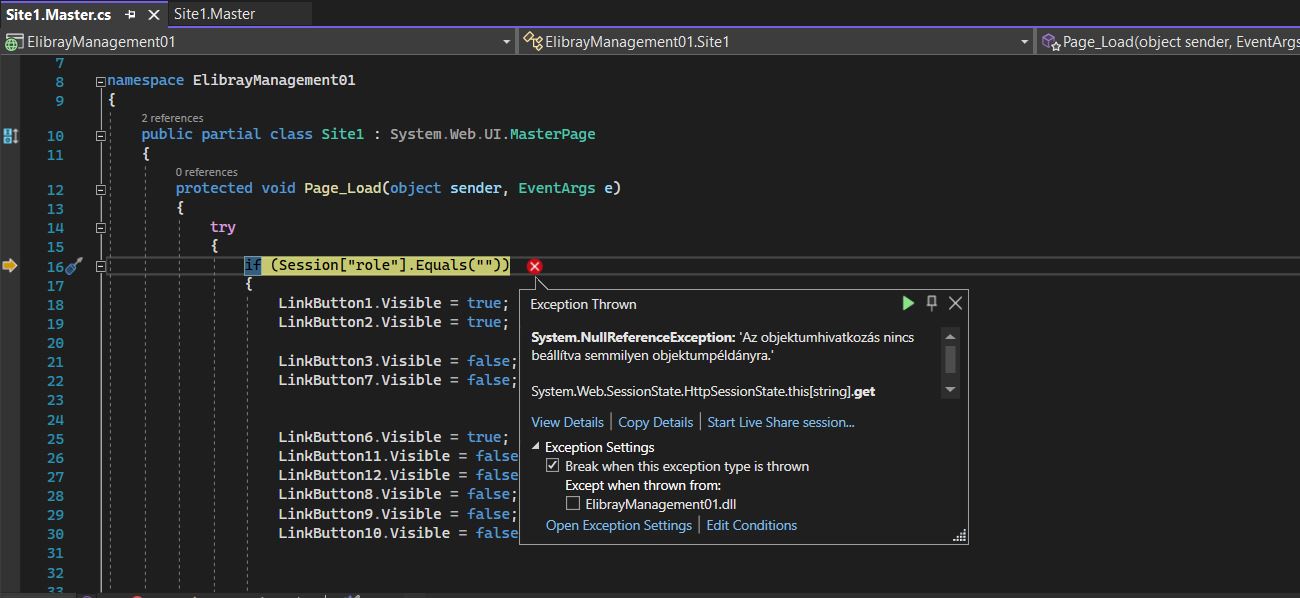 Site1.Master.cs Site1.Master
ElibrayManagement01 ElibrayManagement01.Site1 Page_Load(object sender, EventArgs
7
8 namespace ElibrayManagement01
9 {
2 references
10 public partial class Site1 : System.Web.UI.MasterPage
11 {
0 references
12 protected void Page_Load(object sender, EventArgs e)
13 {
14 try
15 {
16 if (Session["role"].Equals(""))
17 {
18 LinkButton1.Visible = true;
19 LinkButton2.Visible = true;
20
21 LinkButton3.Visible = false;
22 LinkButton7.Visible = false;
23
24
25 LinkButton6.Visible = true;
26 LinkButton11.Visible = false
27 LinkButton12.Visible = false
28 LinkButton8.Visible = false;
29 LinkButton9.Visible = false;
30 LinkButton10.Visible = false
31
32
33
Exception Thrown
System.NullReferenceException: 'Az objektumhivatkozás nincs
beállítva semmilyen objektumpéldányra.'
System.Web.SessionState.HttpSessionState.this[string].get
View Details Copy Details Start Live Share session...
Exception Settings
Break when this exception type is thrown
Except when thrown from:
ElibrayManagement01.dll
Open Exception Settings Edit Conditions